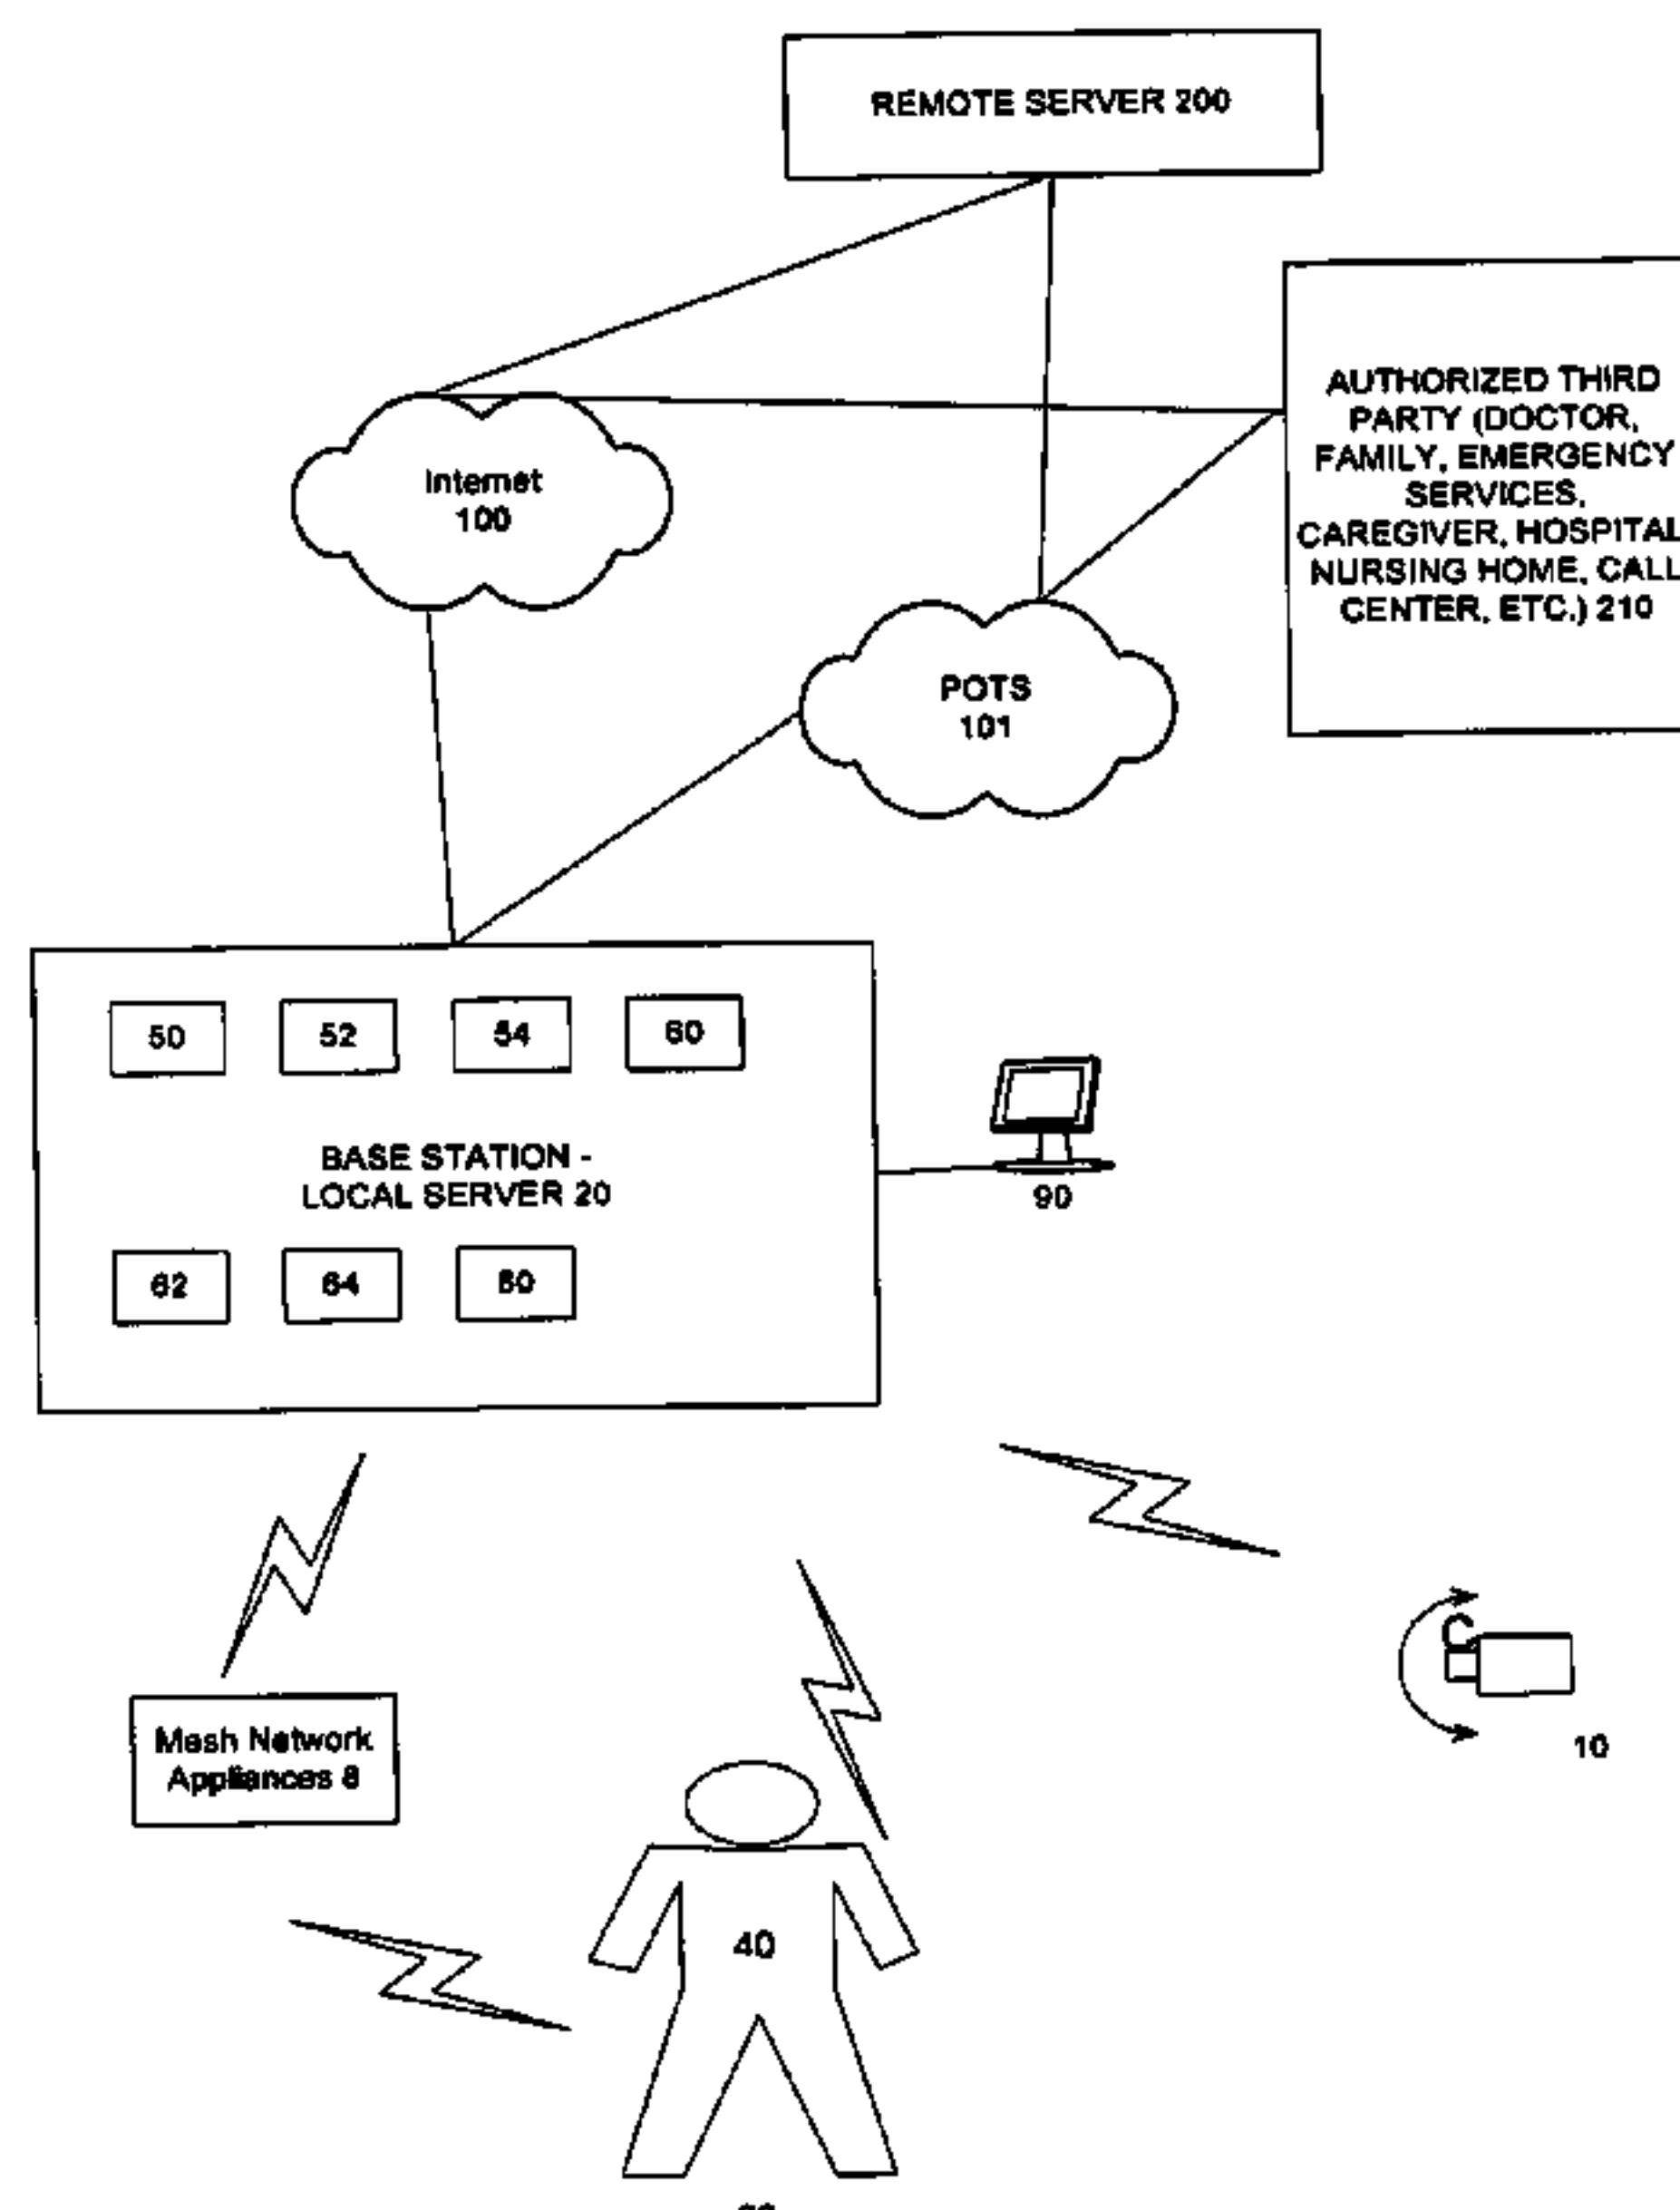 REMOTE SERVER 200
AUTHORIZED THIRD
PARTY (DOCTOR,
FAMILY, EMERGENCY
SERVICES,
CAREGIVER, HOSPITAL
NURSING HOME, CALL
CENTER, ETC.) 210
Internet
100
POTS
101
50
52
54
BASE STATION -
LOCAL SERVER 20
90
62
64
Mesh Network
Appliances 8
C
10
40